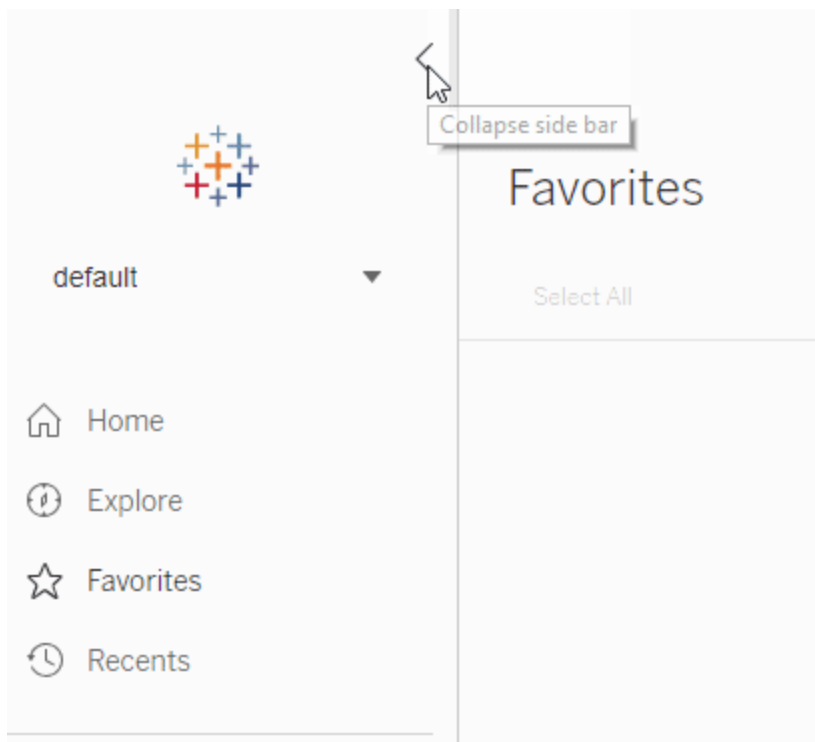 Collapse side bar
default
Home
Explore
Favorites
Recents
Favorites
Select All